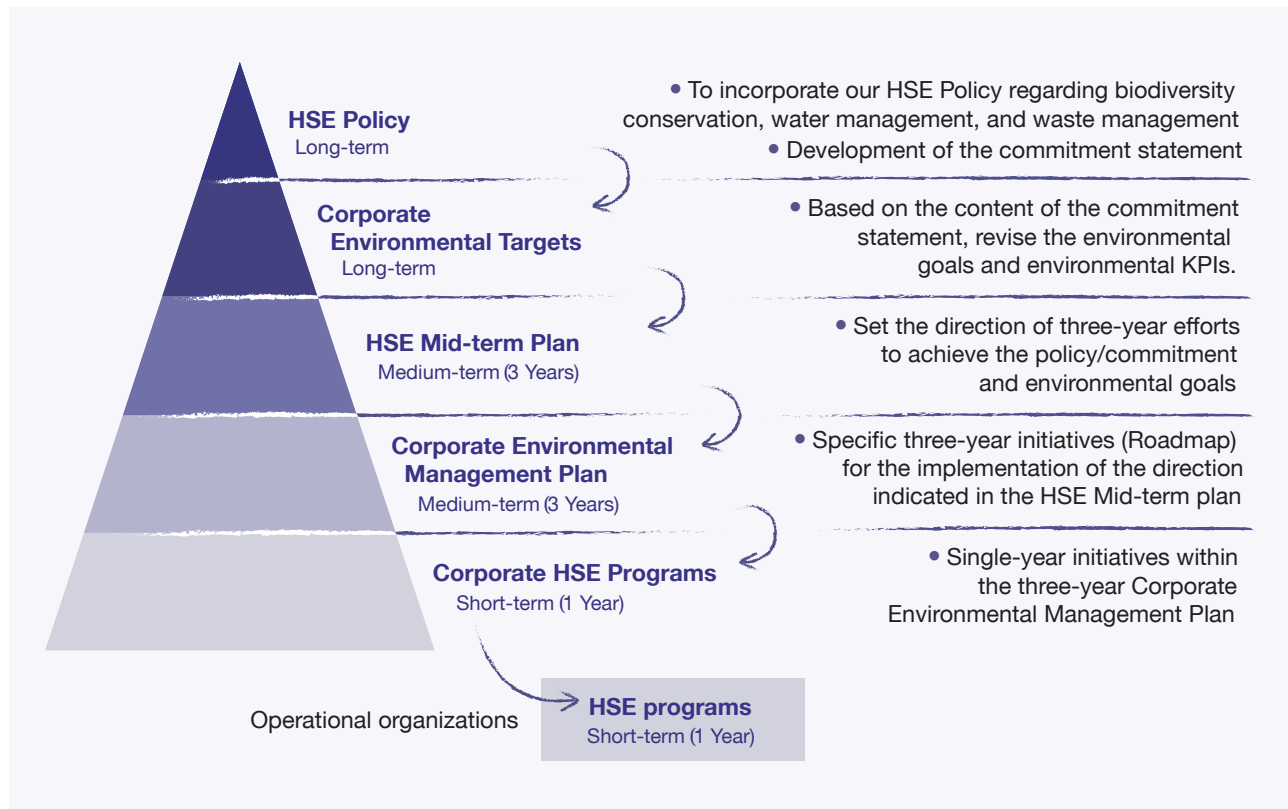 HSE Policy
Long-term
• To incorporate our HSE Policy regarding biodiversity
conservation, water management, and waste management
• Development of the commitment statement
Corporate
Environmental Targets
Long-term
• Based on the content of the commitment
statement, revise the environmental
goals and environmental KPIs.
HSE Mid-term Plan
Medium-term (3 Years)
• Set the direction of three-year efforts
to achieve the policy/commitment
and environmental goals
Corporate Environmental
Management Plan
Medium-term (3 Years)
• Specific three-year initiatives (Roadmap)
for the implementation of the direction
indicated in the HSE Mid-term plan
Corporate HSE Programs
Short-term (1 Year)
• Single-year initiatives within
the three-year Corporate
Environmental Management Plan
Operational organizations
HSE programs
Short-term (1 Year)